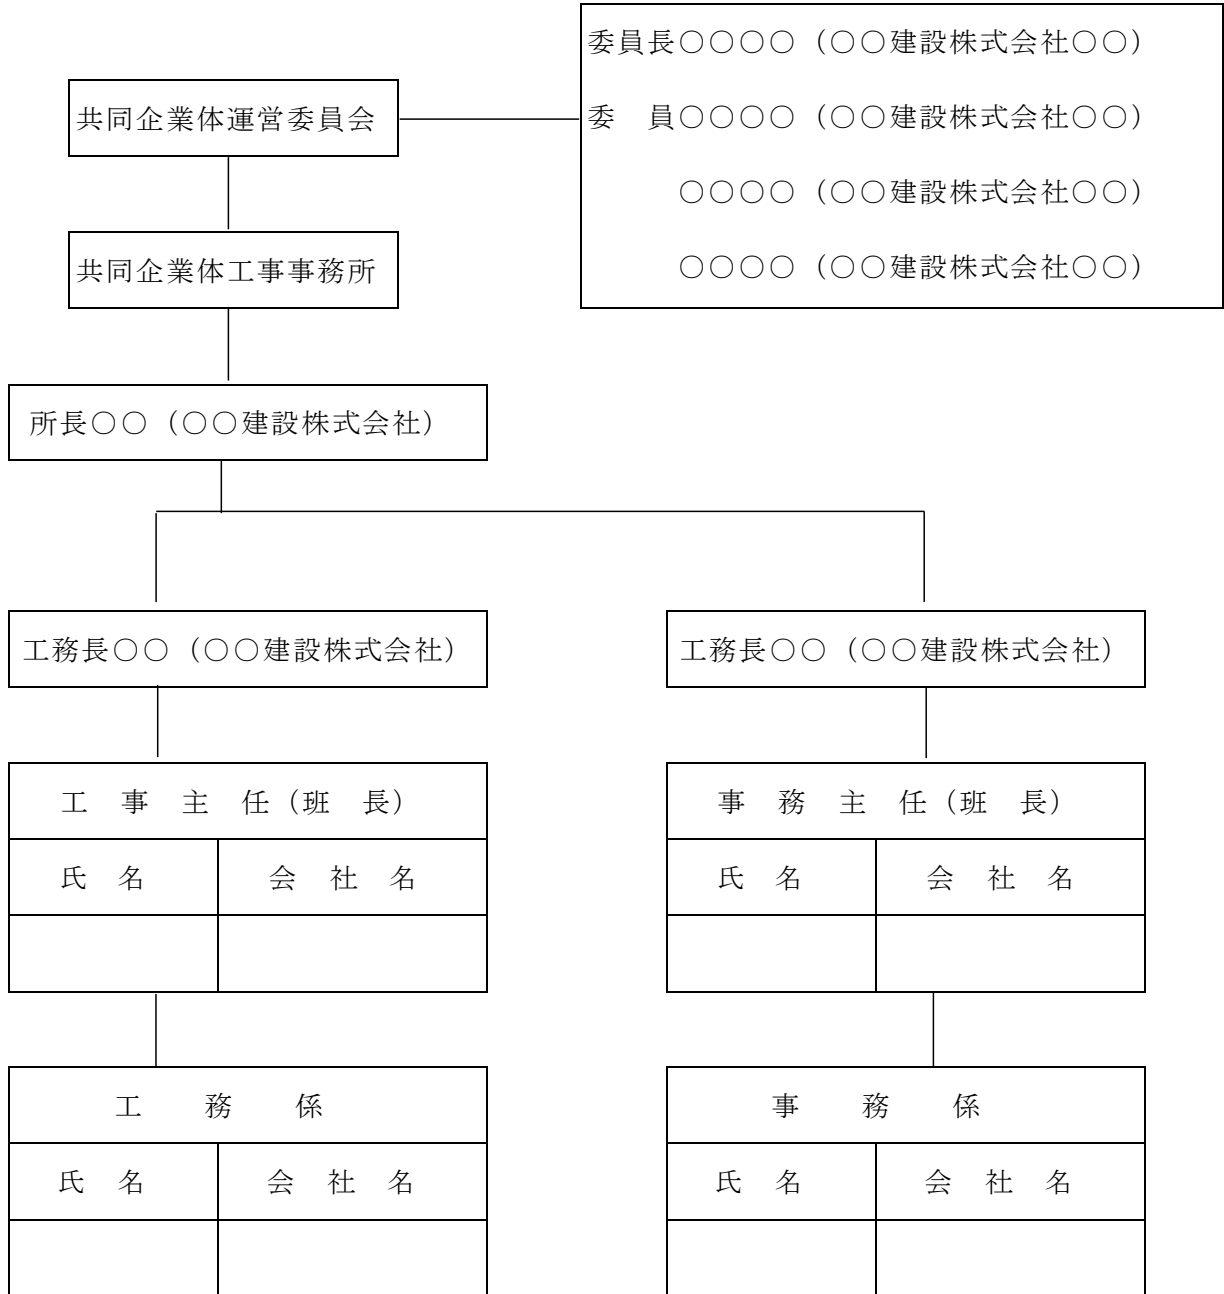 委員長○○○○（○○建設株式会社○○）
共同企業体運営委員会
委　員○○○○（○○建設株式会社○○）
○○○○（○○建設株式会社○○）
共同企業体工事事務所
○○○○（○○建設株式会社○○）
所長○○（○○建設株式会社）
工務長○○（○○建設株式会社）
工務長○○（○○建設株式会社）
工　事　主　任（班　長）
事　務　主　任（班　長）
氏　名　会　社　名
氏　名　会　社　名
工　務　係
事　務　係
氏　名　会　社　名
氏　名　会　社　名